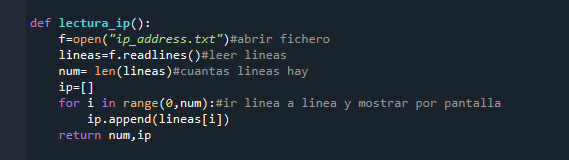 def lectura_ip():
    f=open("ip_address.txt")#abrir fichero
    lineas=f.readlines()#leer lineas
    num= len(lineas)#cuantas lineas hay
    ip=[]
    for i in range(0,num):#ir linea a linea y mostrar por pantalla
        ip.append(lineas[i])
    return num,ip